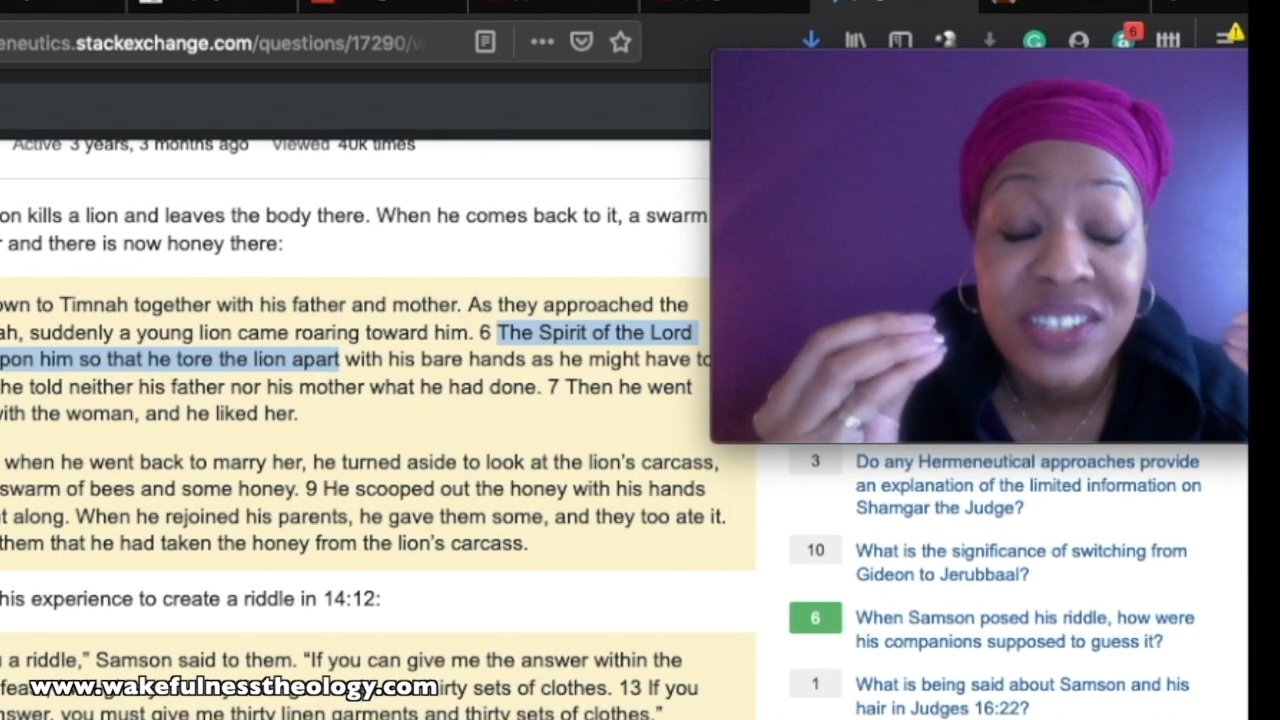 eneutics.stackexchange.com/questions/17290/w
6
Active 3 years, 3 months ago Viewed 40k times
on kills a lion and leaves the body there. When he comes back to it, a swarm
r and there is now honey there:
own to Timnah together with his father and mother. As they approached the
ah, suddenly a young lion came roaring toward him. 6 The Spirit of the Lord
pon him so that he tore the lion apart with his bare hands as he might have to
he told neither his father nor his mother what he had done. 7 Then he went
with the woman, and he liked her.
when he went back to marry her, he turned aside to look at the lion's carcass,
swarm of bees and some honey. 9 He scooped out the honey with his hands
t along. When he rejoined his parents, he gave them some, and they too ate it.
them that he had taken the honey from the lion's carcass.
his experience to create a riddle in 14:12:
u a riddle,” Samson said to them. “If you can give me the answer within the
fea
irty sets of clothes. 13 If you
nswer, you must give me thirty linen garments and thirty sets of clothes.”
www.wakefulnesstheology.com
3 Do any Hermeneutical approaches provide
an explanation of the limited information on
Shamgar the Judge?
10 What is the significance of switching from
Gideon to Jerubbaal?
6 When Samson posed his riddle, how were
his companions supposed to guess it?
1 What is being said about Samson and his
hair in Judges 16:22?